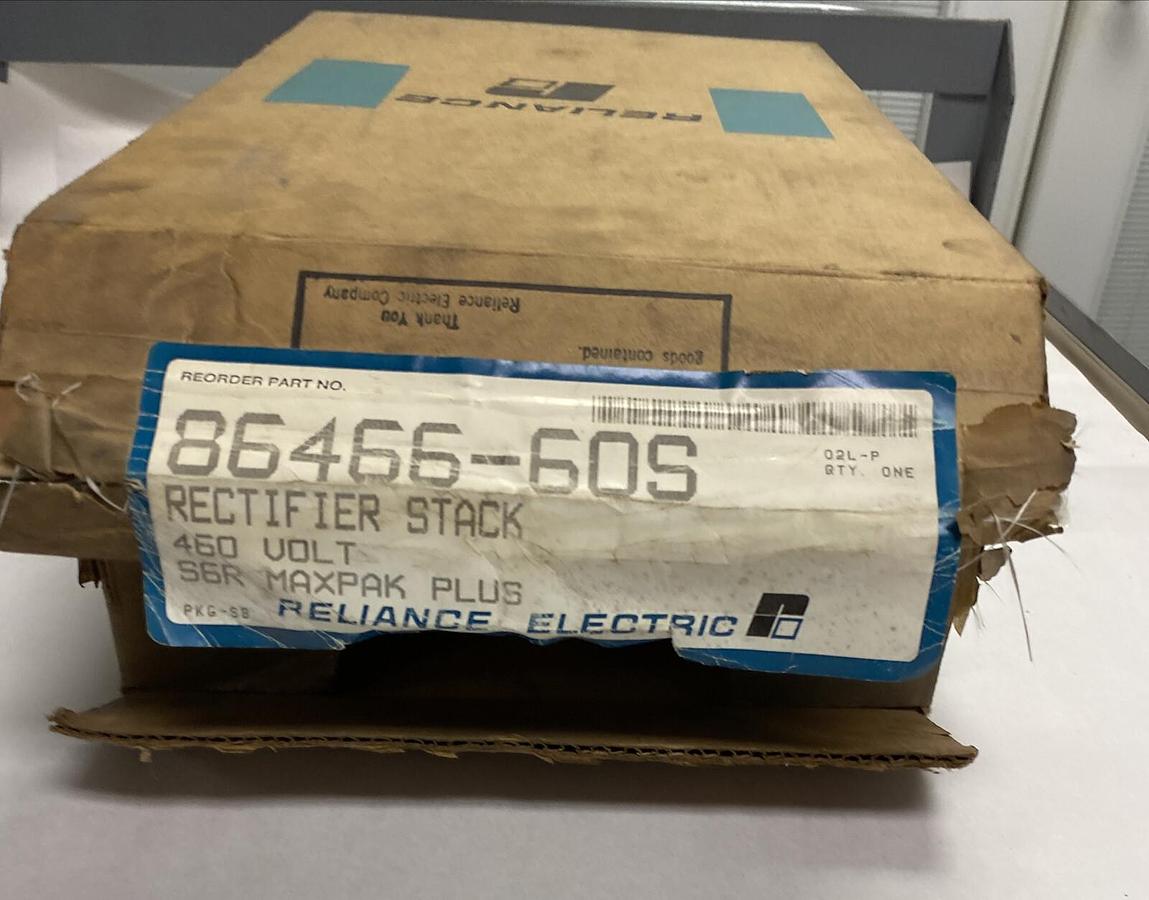 RELIANCE
goods contained.
Thank You
Reliance Electric Company
REORDER PART NO.
86466-60S
02L-P
QTY. ONE
RECTIFIER STACK
460 VOLT
S6R MAXPAK PLUS
PKG-SB RELIANCE ELECTRIC